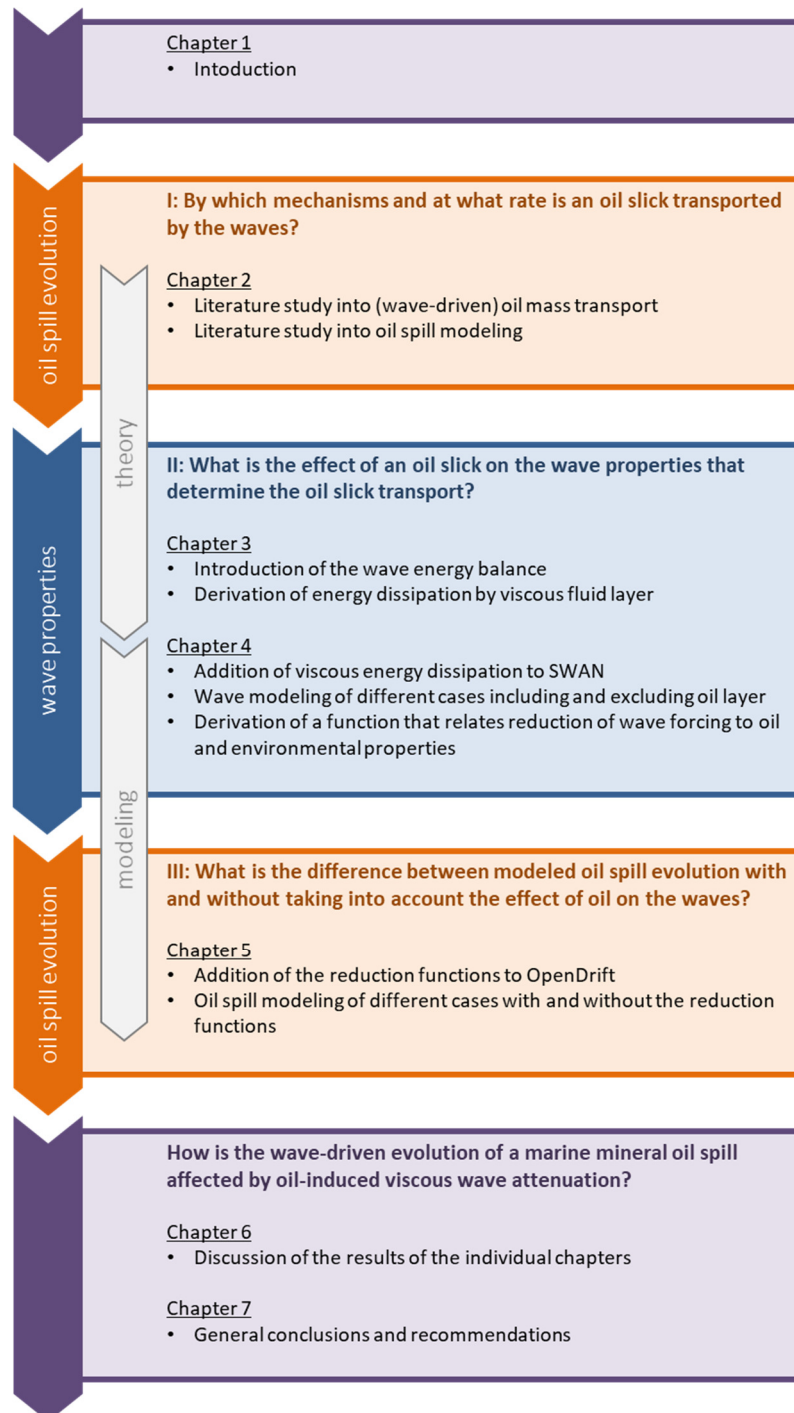 Chapter 1
• Intoduction
oil spill evolution
I: By which mechanisms and at what rate is an oil slick transported
by the waves?
Chapter 2
• Literature study into (wave-driven) oil mass transport
• Literature study into oil spill modeling
theory
wave properties
II: What is the effect of an oil slick on the wave properties that
determine the oil slick transport?
Chapter 3
• Introduction of the wave energy balance
• Derivation of energy dissipation by viscous fluid layer
Chapter 4
• Addition of viscous energy dissipation to SWAN
• Wave modeling of different cases including and excluding oil layer
• Derivation of a function that relates reduction of wave forcing to oil
and environmental properties
modeling
oil spill evolution
III: What is the difference between modeled oil spill evolution with
and without taking into account the effect of oil on the waves?
Chapter 5
• Addition of the reduction functions to OpenDrift
• Oil spill modeling of different cases with and without the reduction
functions
How is the wave-driven evolution of a marine mineral oil spill
affected by oil-induced viscous wave attenuation?
Chapter 6
• Discussion of the results of the individual chapters
Chapter 7
• General conclusions and recommendations